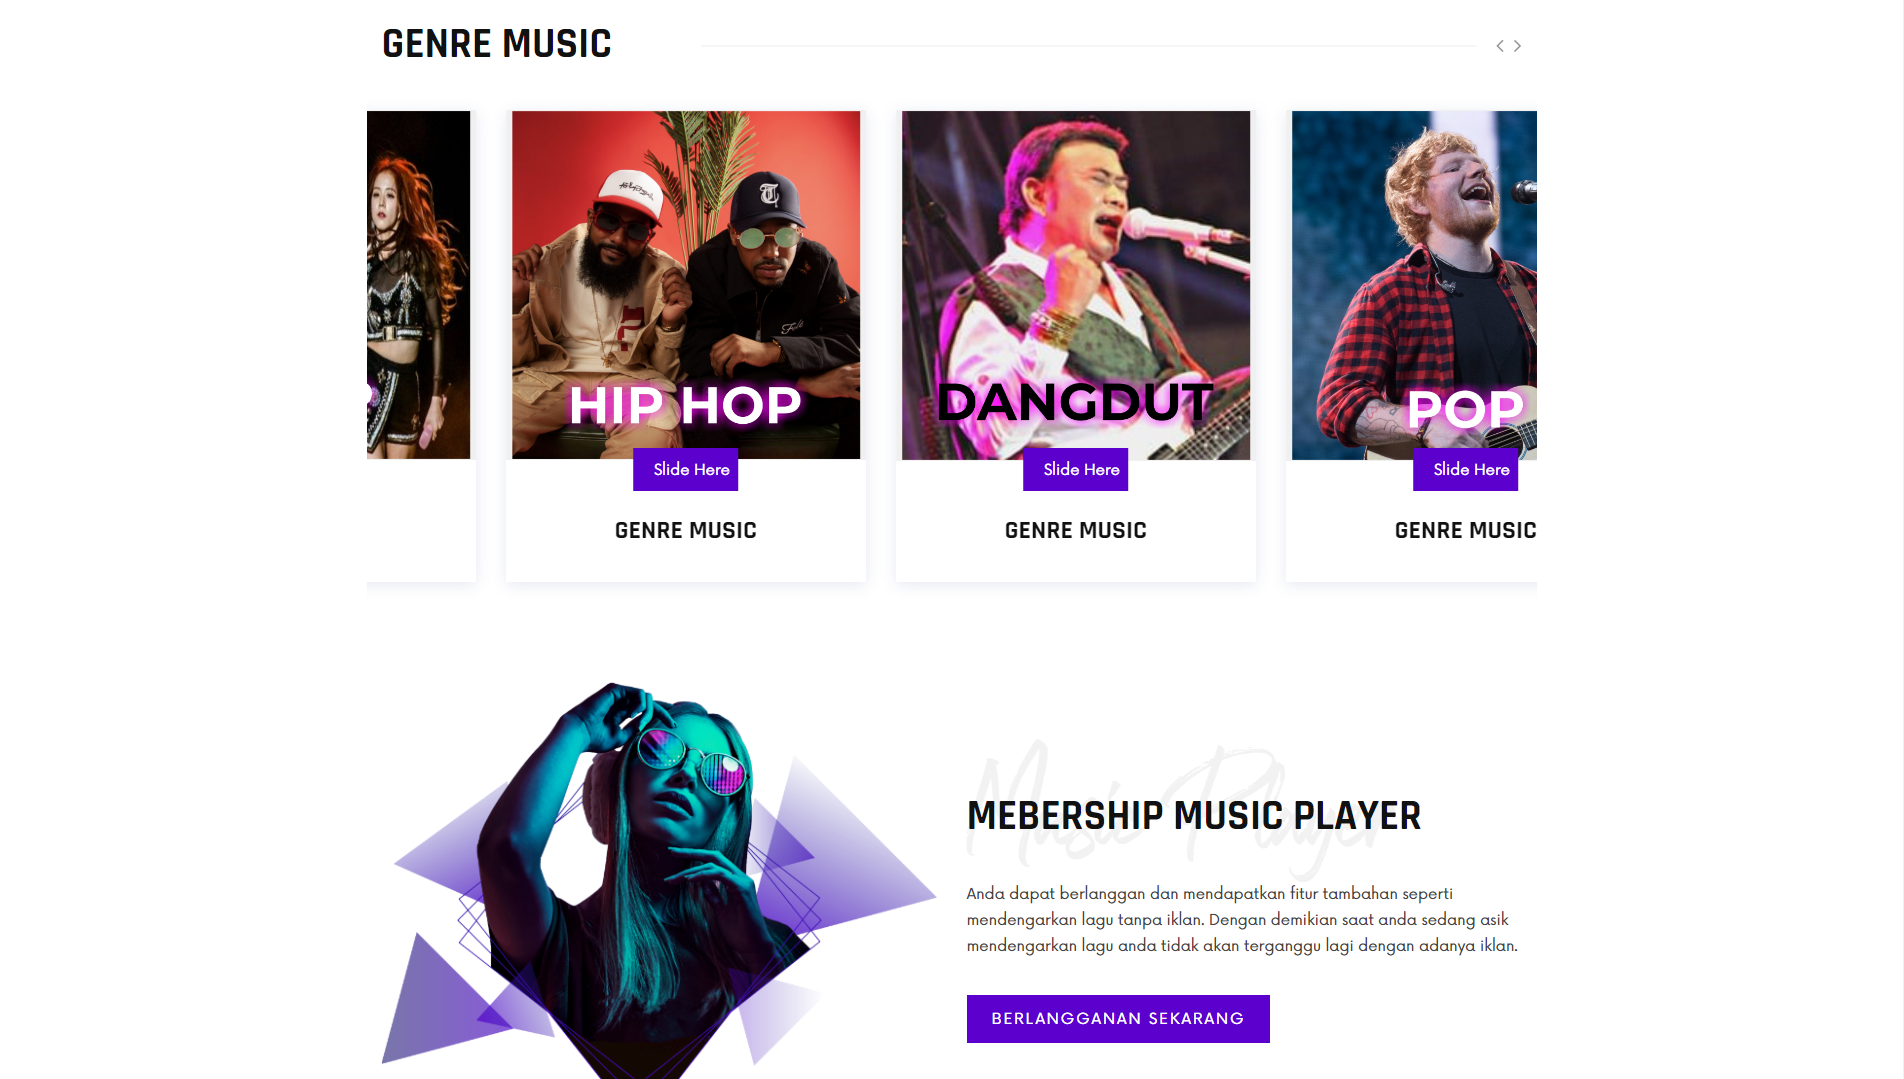 GENRE MUSIC
HIP HOP
DANGDUT
POP
Slide Here
Slide Here
Slide Here
GENRE MUSIC
GENRE MUSIC
GENRE MUSIC
Music Player
MEBERSHIP MUSIC PLAYER
Anda dapat berlanggan dan mendapatkan fitur tambahan seperti
mendengarkan lagu tanpa iklan. Dengan demikian saat anda sedang asik
mendengarkan lagu anda tidak akan terganggu lagi dengan adanya iklan.
BERLANGGANAN SEKARANG